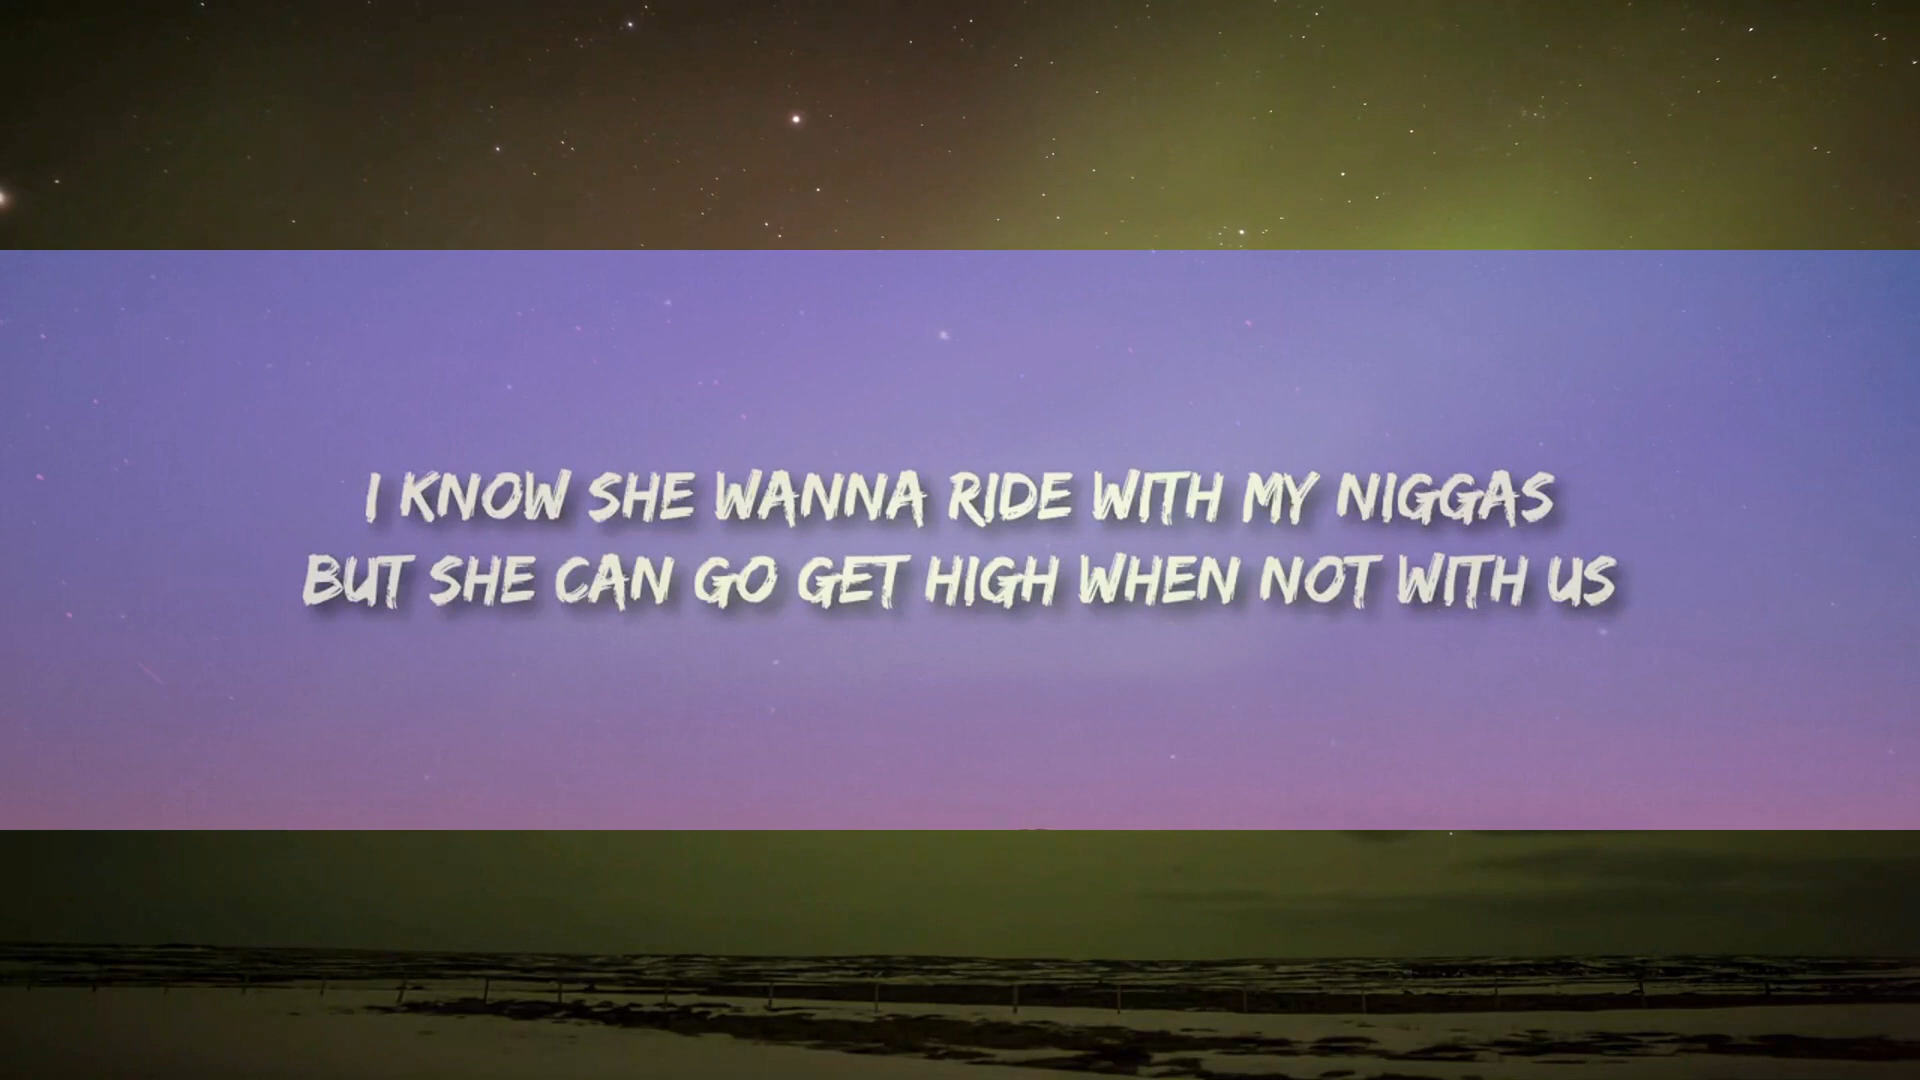 I KNOW SHE WANNA RIDE WITH MY NIGGAS
BUT SHE CAN GO GET HIGH WHEN NOT WITH US